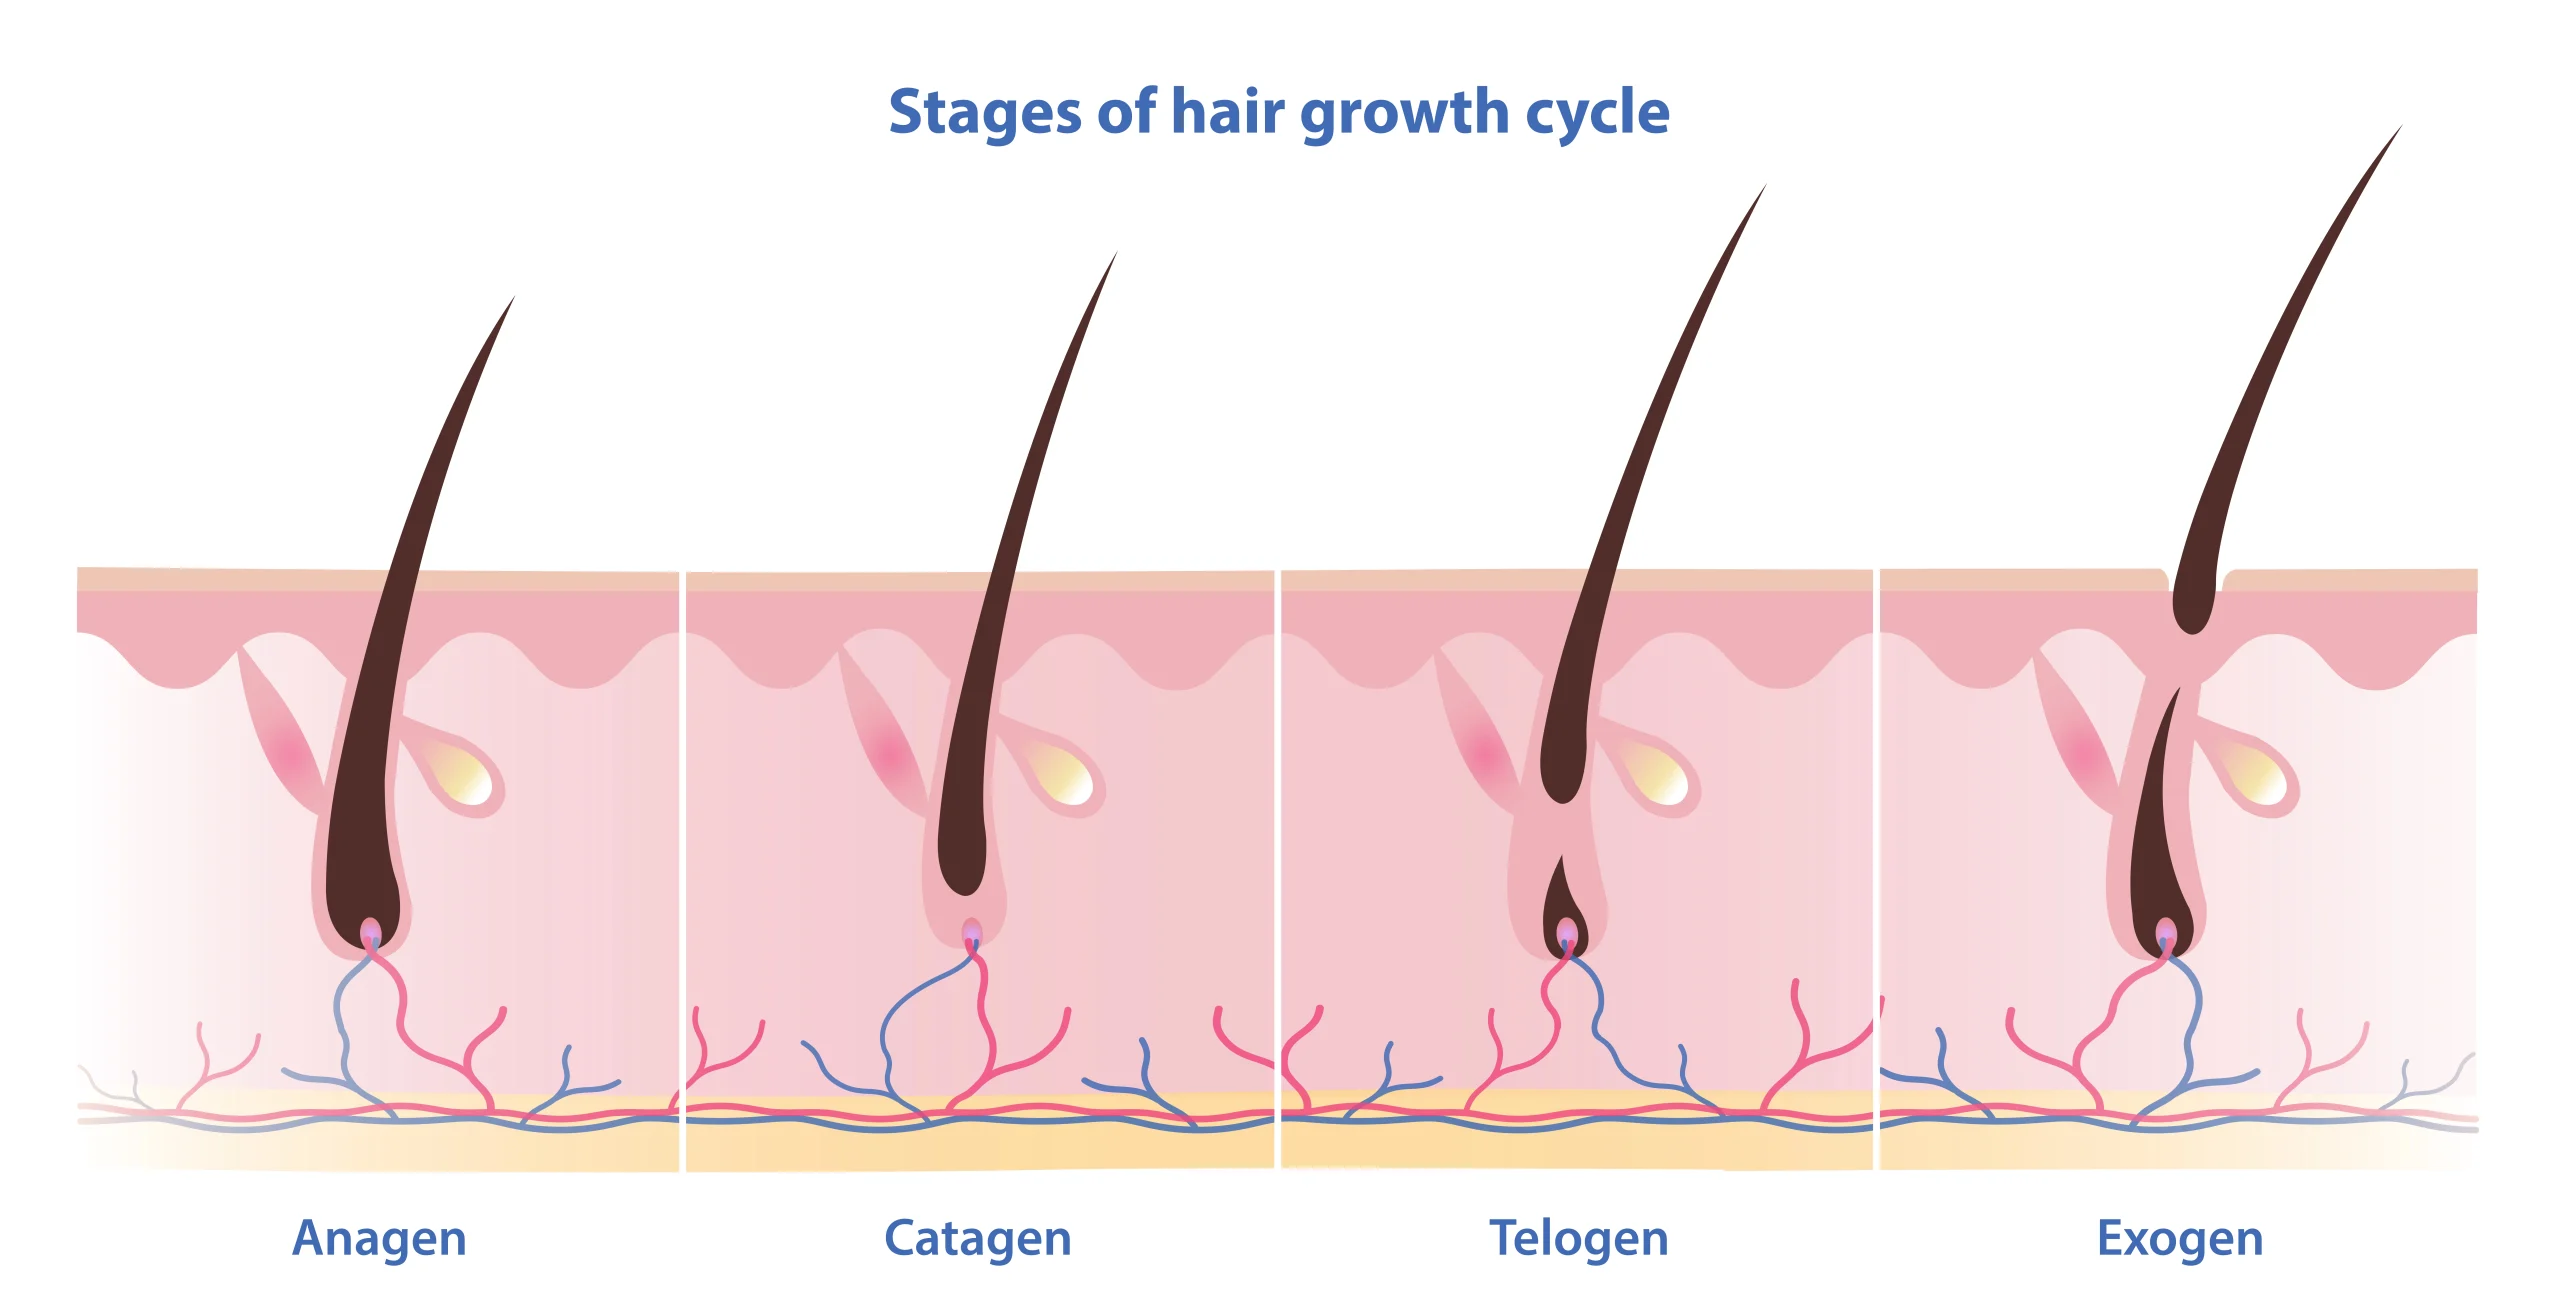 Stages of hair growth cycle
Anagen
Catagen
Telogen
Exogen